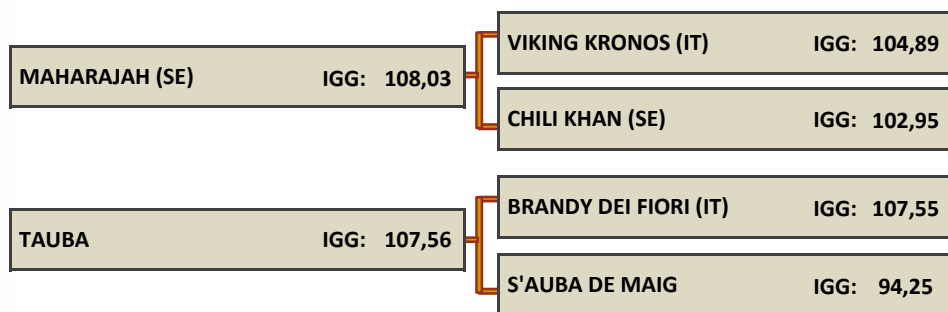 VIKING KRONOS (IT) IGG: 104,89
MAHARAJAH (SE) IGG: 108,03
CHILI KHAN (SE) IGG: 102,95
BRANDY DEI FIORI (IT) IGG: 107,55
TAUBA IGG: 107,56
S'AUBA DE MAIG IGG: 94,25